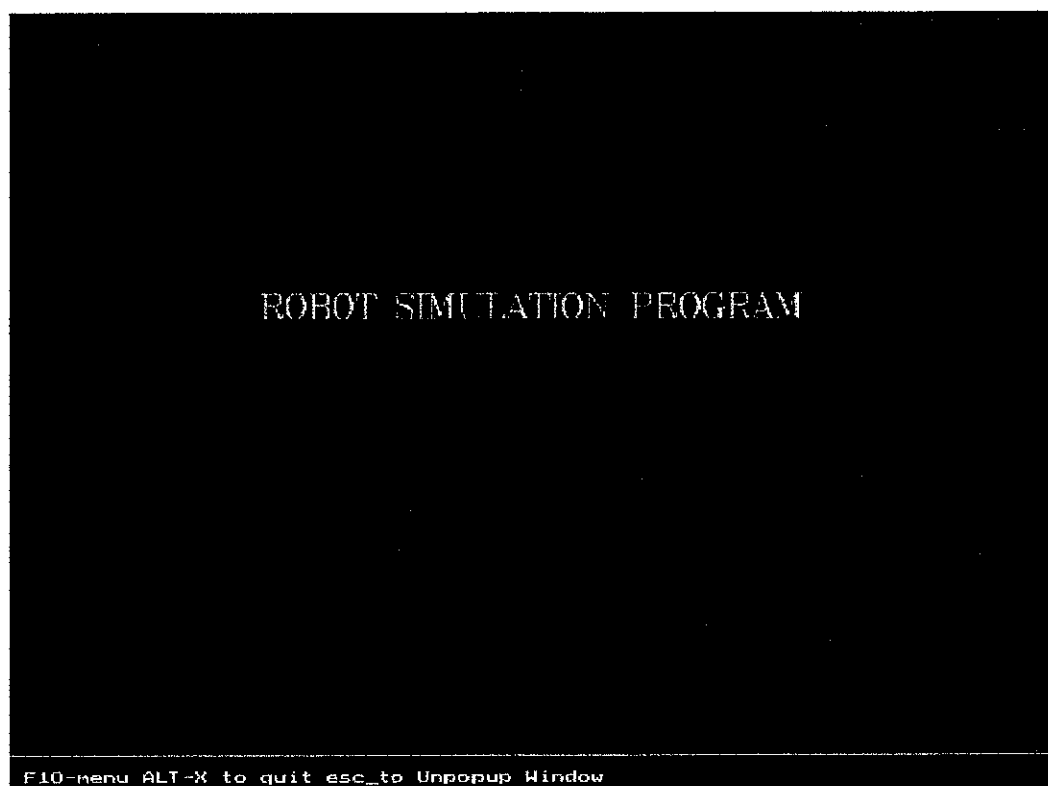 ROBOT SIMULATION PROGRAM
F10-menu ALT-X to quit esc_to Unpopup Window